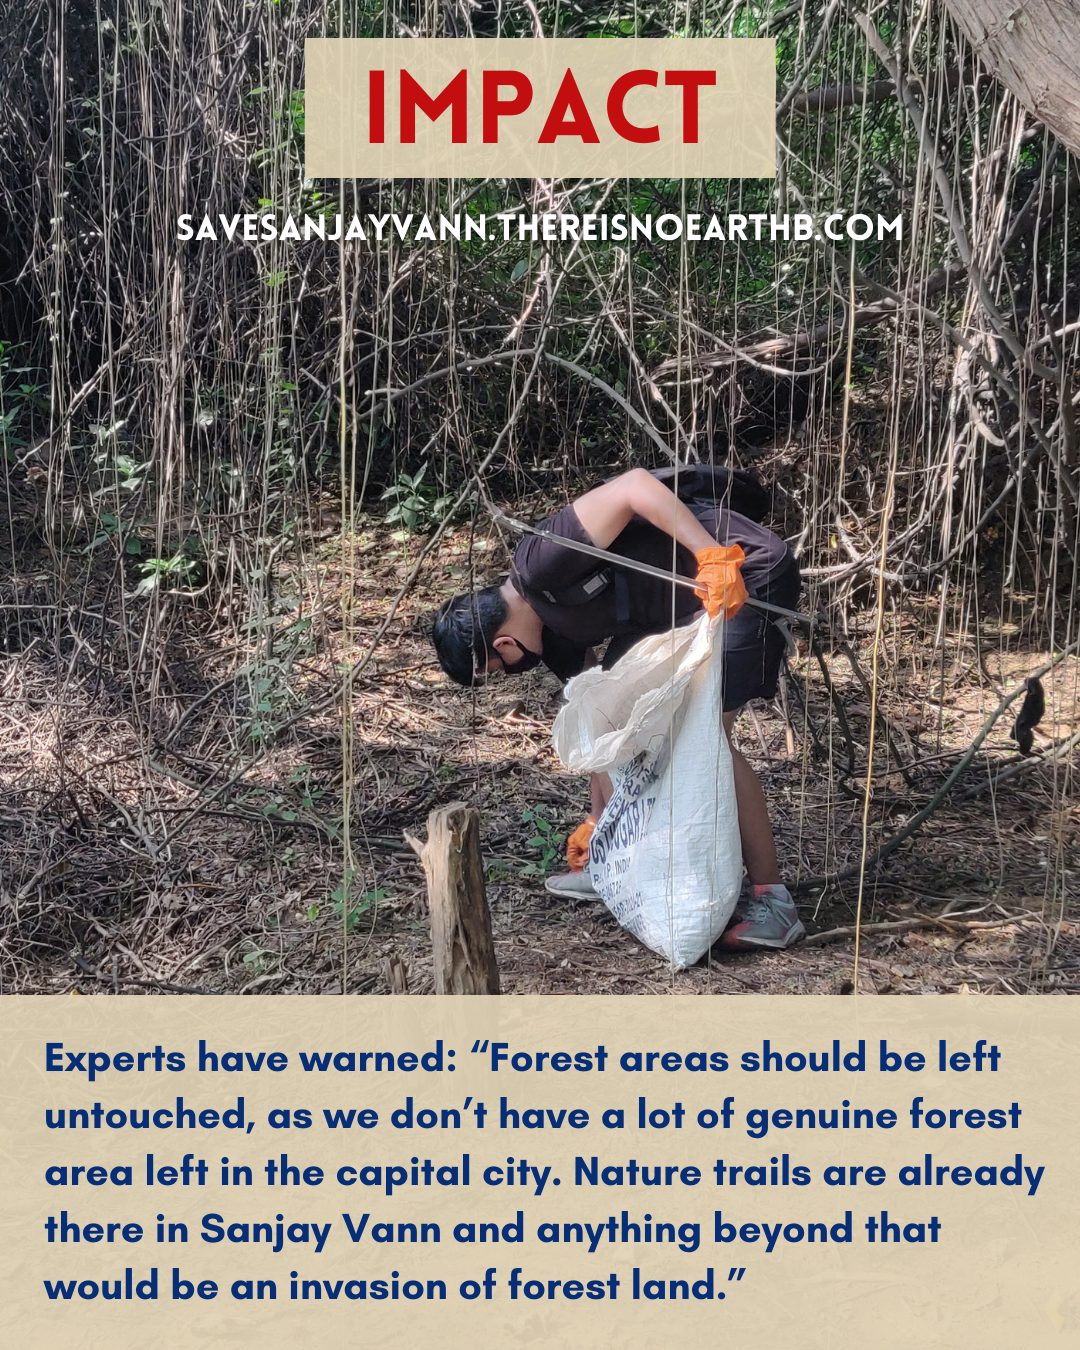 IMPACT
SAVESANJAYVANN.THEREISNOEARTHB.COM
INDIA
Experts have warned: “Forest areas should be left
untouched, as we don’t have a lot of genuine forest
area left in the capital city. Nature trails are already
there in Sanjay Vann and anything beyond that
would be an invasion of forest land.”